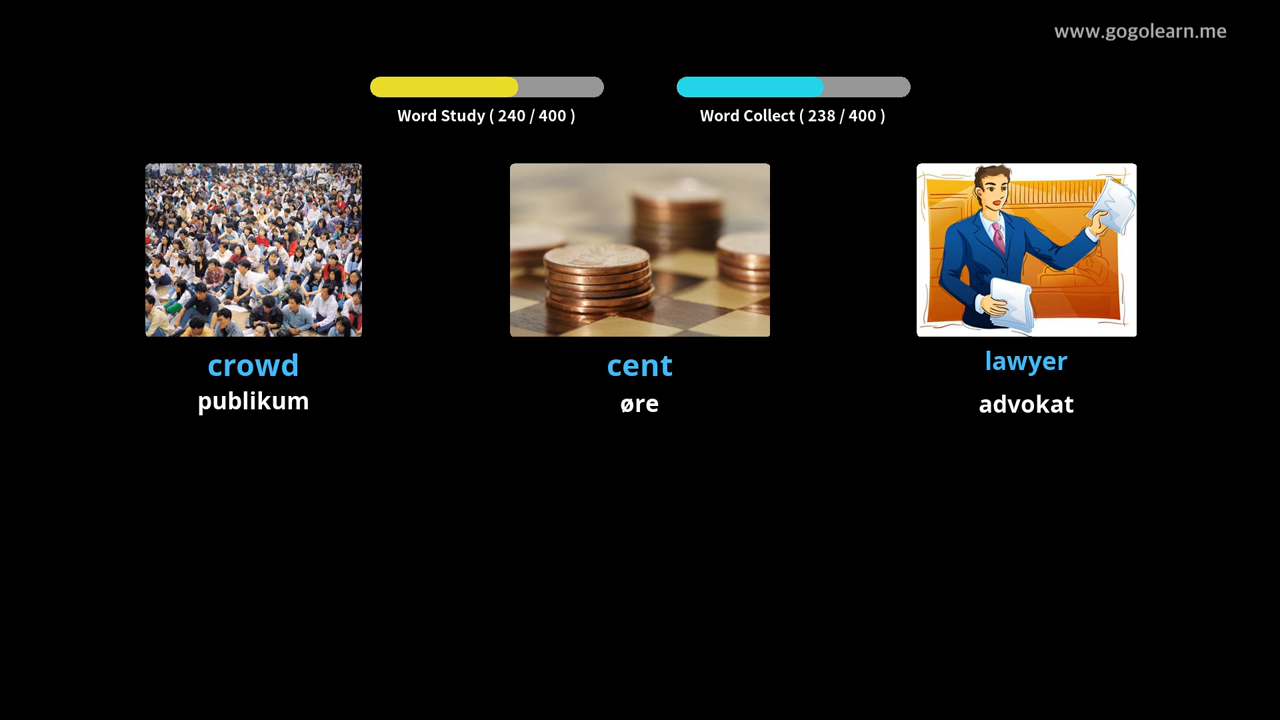 www.gogolearn.me
Word Study ( 240 / 400 )
Word Collect ( 238 / 400 )
crowd
publikum
cent
øre
lawyer
advokat